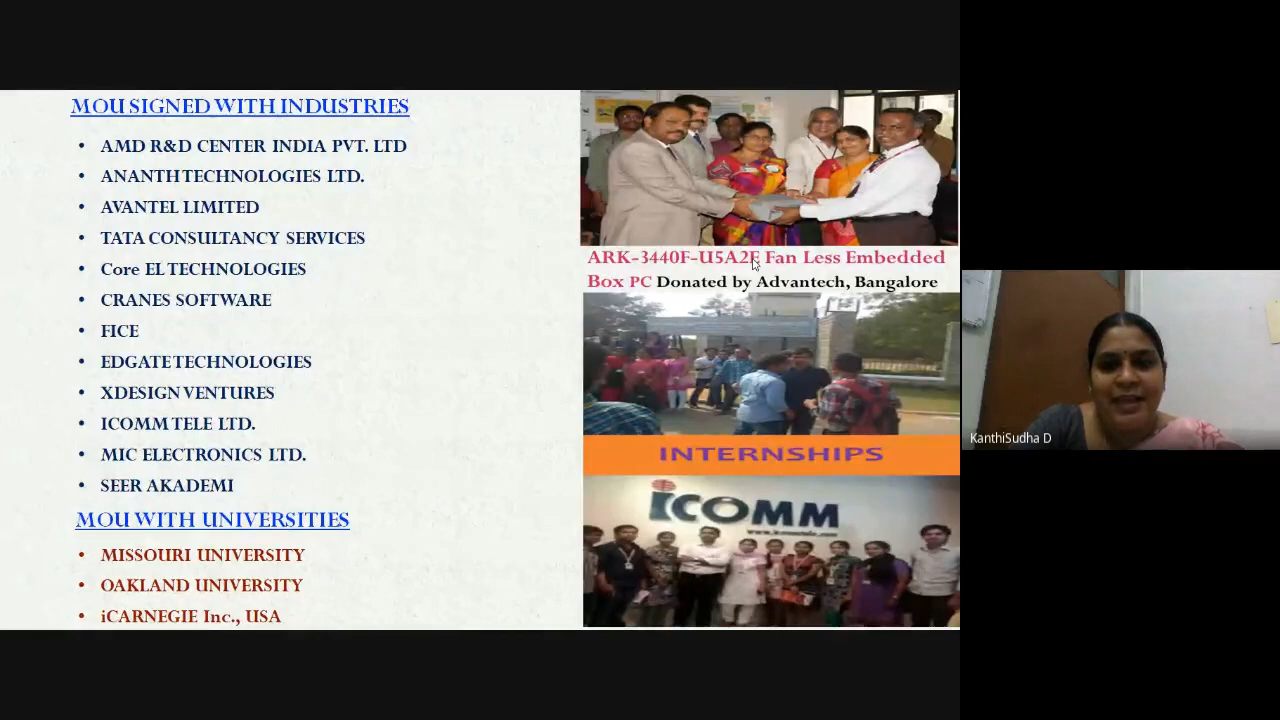 MOU SIGNED WITH INDUSTRIES
• AMD R&D CENTER INDIA PVT. LTD
• ANANTH TECHNOLOGIES LTD.
• AVANTEL LIMITED
• TATA CONSULTANCY SERVICES
• Core EL TECHNOLOGIES
• CRANES SOFTWARE
• FICE
• EDGATE TECHNOLOGIES
• XDESIGN VENTURES
• ICOMM TELE LTD.
• MIC ELECTRONICS LTD.
• SEER AKADEMI
MOU WITH UNIVERSITIES
• MISSOURI UNIVERSITY
• OAKLAND UNIVERSITY
• iCARNEGIE Inc., USA
ARK-3440F-U5A2E Fan Less Embedded
Box PC Donated by Advantech, Bangalore
INTERNSHIPS
icomm
www.icommtele.com
KanthiSudha D